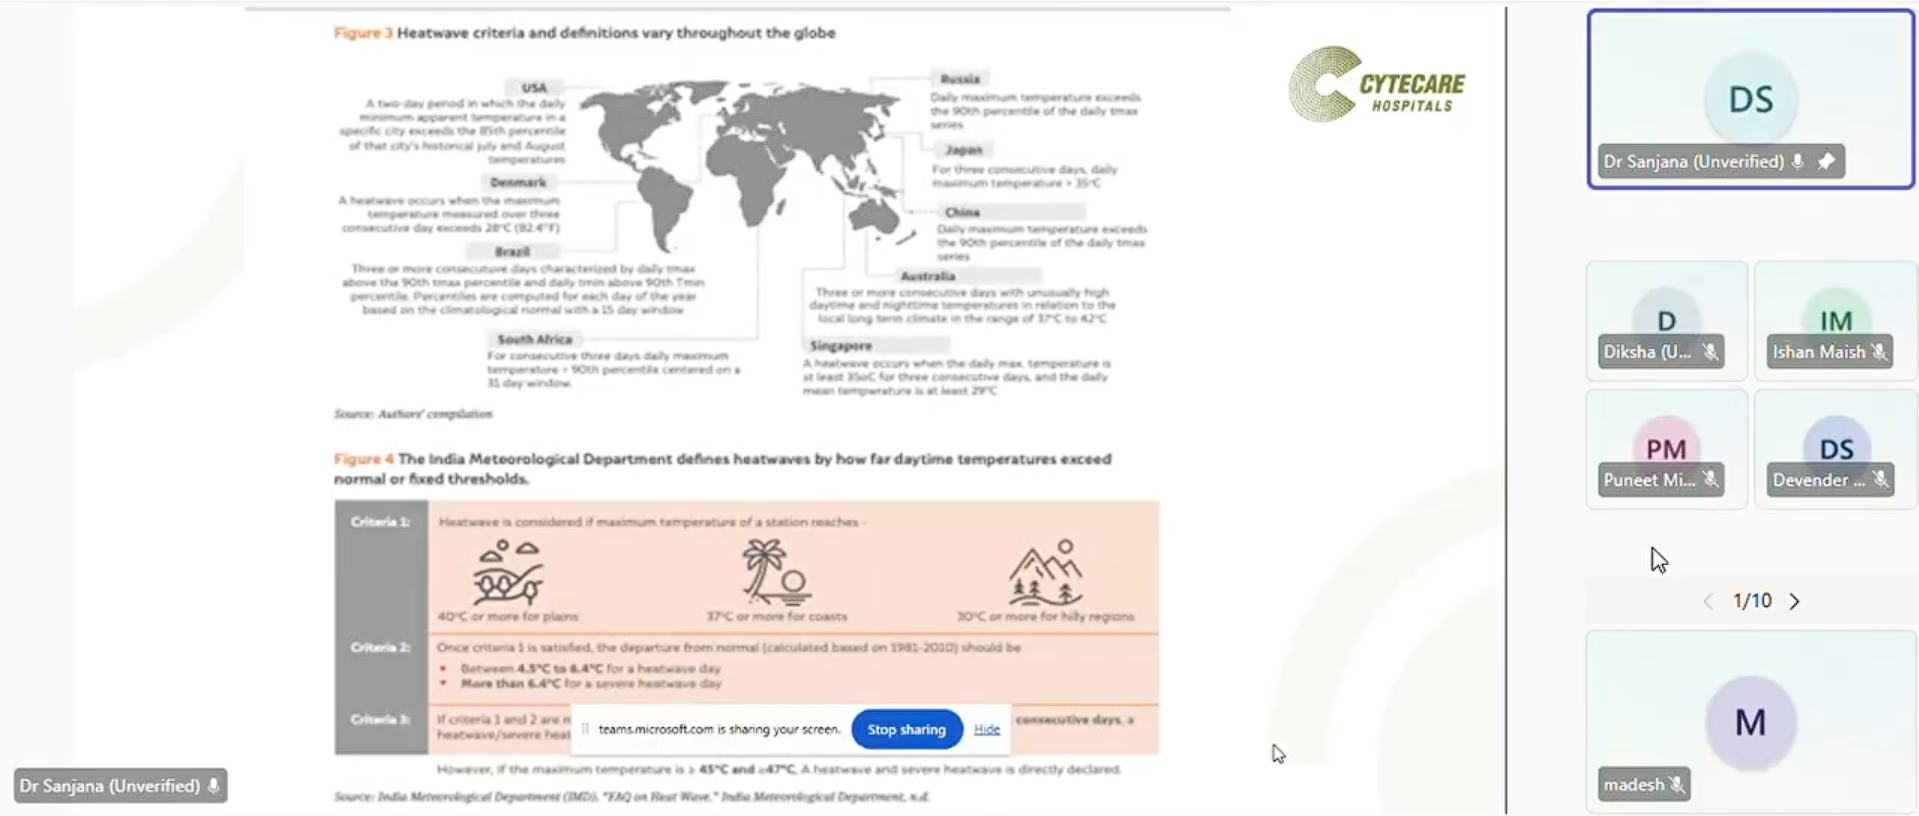 Figure 3 Heatwave criteria and definitions vary throughout the globe
USA
A two-day period in which the daily
minimum apparent temperature in a
specific city exceeds the 85th percentile
of that city's historical july and August
temperatures
Denmark
A heatwave occurs when the maximum
temperature measured over three
consecutive day exceeds 28°C (82.4°F)
Brazil
Three or more consecutuve days characterized by daily tmax
above the 90th tmax percentile and daily tmin above 90th Tmin
percentile. Percentiles are computed for each day of the year
based on the climatological normal with a 15 day window
South Africa
For consecutive three days daily maximum
temperature > 90th percentile centered on a
31 day window
Russia
Daily maximum temperature exceeds
the 90th percentile of the daily tmax
series
Japan
For three consecutive days, daily
maximum temperature > 35°C
China
Daily maximum temperature exceeds
the 90th percentile of the daily tmax
series
Australia
Three or more consecutive days with unusually high
daytime and nighttime temperatures in relation to the
local long term climate in the range of 37°C to 42°C
Singapore
A heatwave occurs when the daily max. temperature is
at least 35oC for three consecutive days, and the daily
mean tempwrature is at least 29°C
Source: Authors' compilation
Figure 4 The India Meteorological Department defines heatwaves by how far daytime temperatures exceed
normal or fixed thresholds.
Criteria 1:
Heatwave is considered if maximum temperature of a station reaches -
40°C or more for plains
37°C or more for coasts
30°C or more for hilly regions
Criteria 2:
Once criteria 1 is satisfied, the departure from normal (calculated based on 1981-2010) should be
• Between 4.5°C to 6.4°C for a heatwave day
• More than 6.4°C for a severe heatwave day
Criteria 3:
If criteria 1 and 2 are
consecutive days, a
heatwave/severe
teams.microsoft.com is sharing your screen.
Stop sharing
Hide
However, if the maximum temperature is ≥ 45°C and ≥47°C, A heatwave and severe heatwave is directly declared.
Source: India Meteorological Department (IMD). "FAQ on Heat Wave." India Meteorological Department, n.d.
CYTECARE
HOSPITALS
Dr Sanjana (Unverified)
DS
Dr Sanjana (Unverified)
D
Diksha (U...
IM
Ishan Maish
PM
Puneet Mi...
DS
Devender ...
1/10
M
madesh